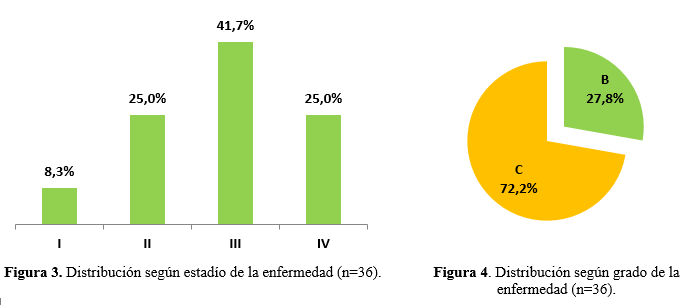 41,7%
25,0%
25,0%
8,3%
I II III IV
Figura 3. Distribución según estadío de la enfermedad (n=36).
B
27,8%
C
72,2%
Figura 4. Distribución según grado de la
enfermedad (n=36).